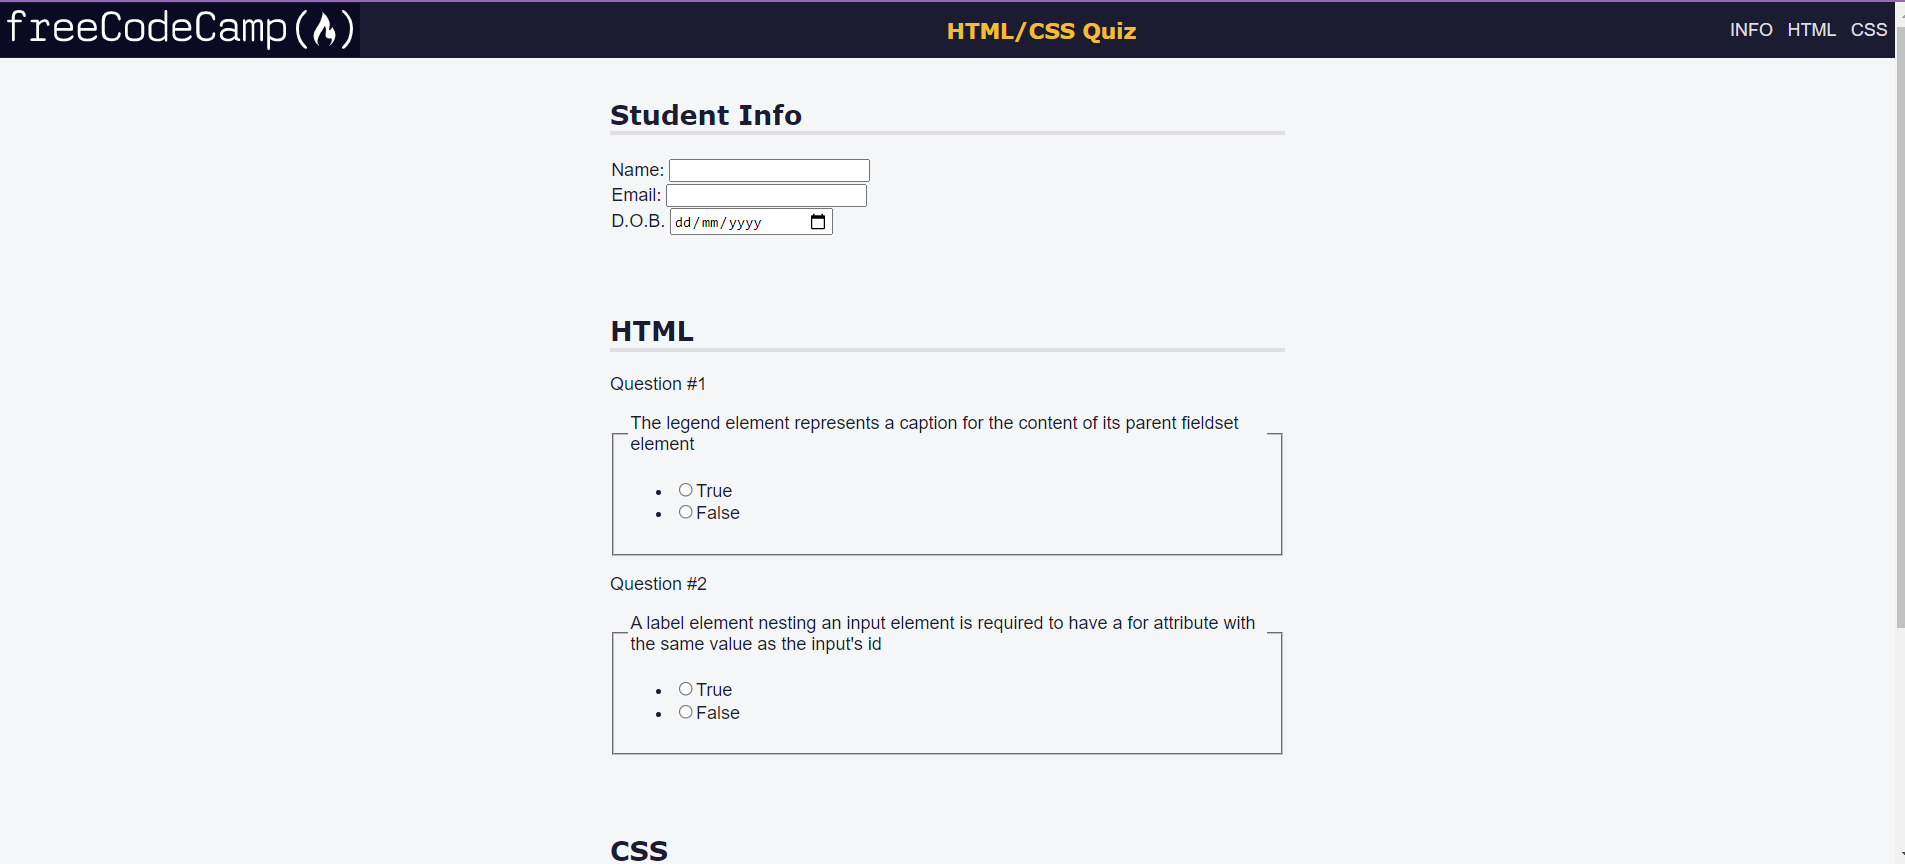 freeCodeCamp(🔥)
HTML/CSS Quiz
INFO HTML CSS
Student Info
Name:
Email:
D.O.B. dd/mm/yyyy
HTML
Question #1
The legend element represents a caption for the content of its parent fieldset
element
True
False
Question #2
A label element nesting an input element is required to have a for attribute with
the same value as the input's id
True
False
CSS